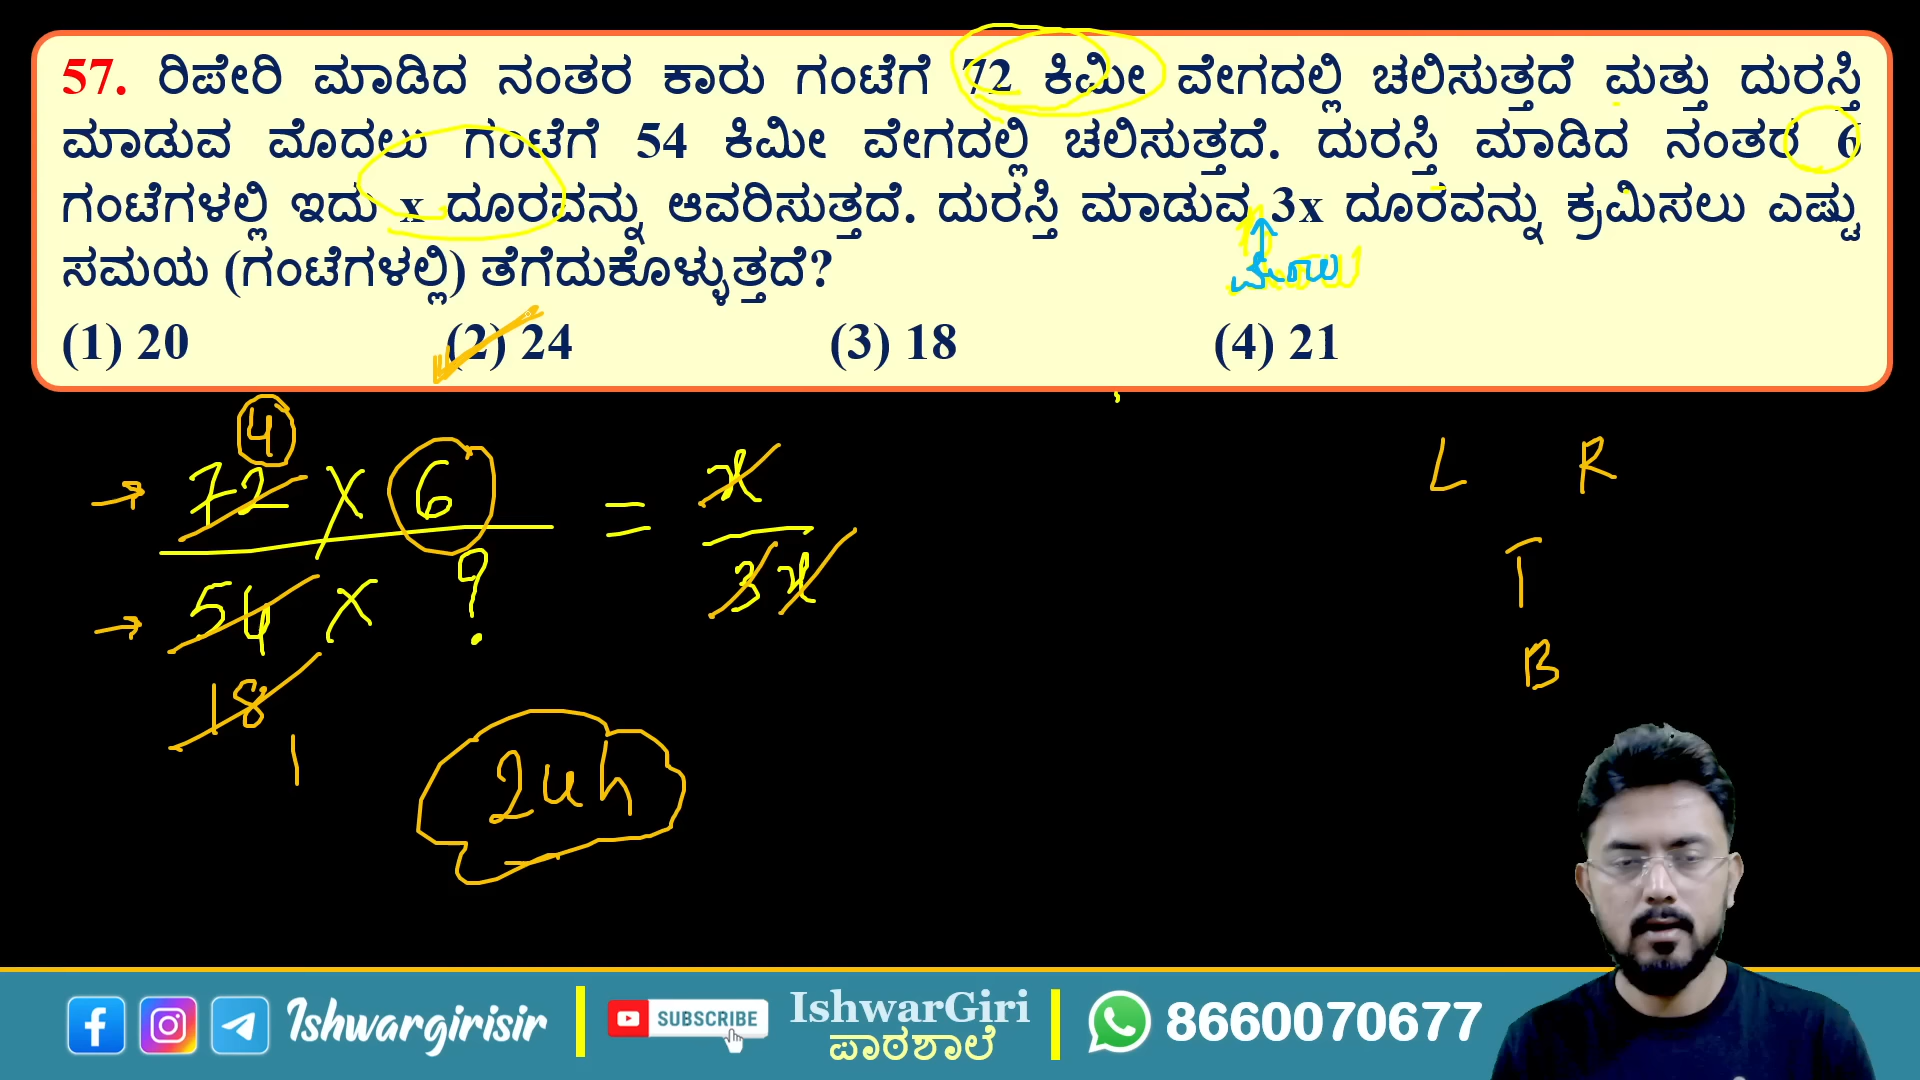 57. ರಿಪೇರಿ ಮಾಡಿದ ನಂತರ ಕಾರು ಗಂಟೆಗೆ 72 ಕಿಮೀ ವೇಗದಲ್ಲಿ ಚಲಿಸುತ್ತದೆ ಮತ್ತು ದುರಸ್ತಿ
ಮಾಡುವ ಮೊದಲು ಗಂಟೆಗೆ 54 ಕಿಮೀ ವೇಗದಲ್ಲಿ ಚಲಿಸುತ್ತದೆ. ದುರಸ್ತಿ ಮಾಡಿದ ನಂತರ 6
ಗಂಟೆಗಳಲ್ಲಿ ಇದು x ದೂರವನ್ನು ಆವರಿಸುತ್ತದೆ. ದುರಸ್ತಿ ಮಾಡುವ 3x ದೂರವನ್ನು ಕ್ರಮಿಸಲು ಎಷ್ಟು
ಸಮಯ (ಗಂಟೆಗಳಲ್ಲಿ) ತೆಗೆದುಕೊಳ್ಳುತ್ತದೆ?
(1) 20 (2) 24 (3) 18 (4) 21
4
→ 72 X 6 = x
→ 54 x ? 3x
18
1
24h
L R
T
B
Ishwargirisir SUBSCRIBE IshwarGiri 8660070677
ಪಾಠಶಾಲೆ